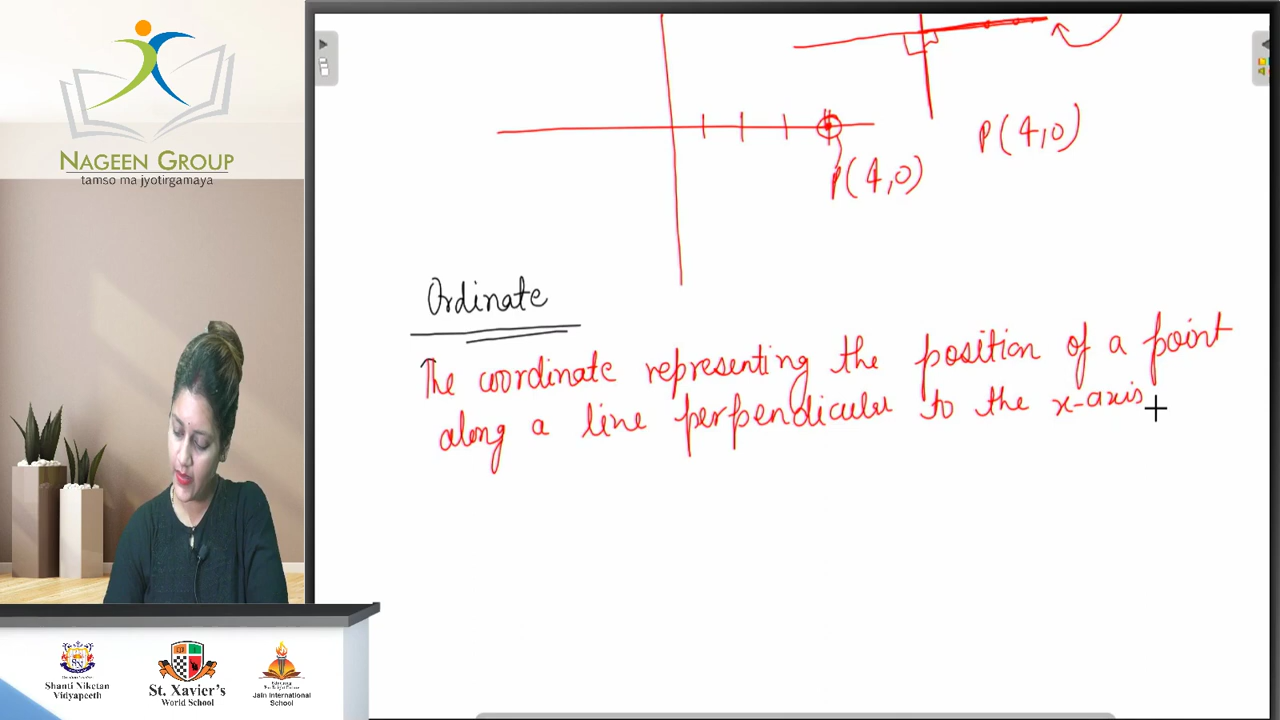 NAGEEN GROUP
tamso ma jyotirgamaya
P(4,0)
P(4,0)
Ordinate
The coordinate representing the position of a point
along a line perpendicular to the x-axis
Shanti Niketan
Vidyapeeth
St. Xavier's
World School
Jain International
School